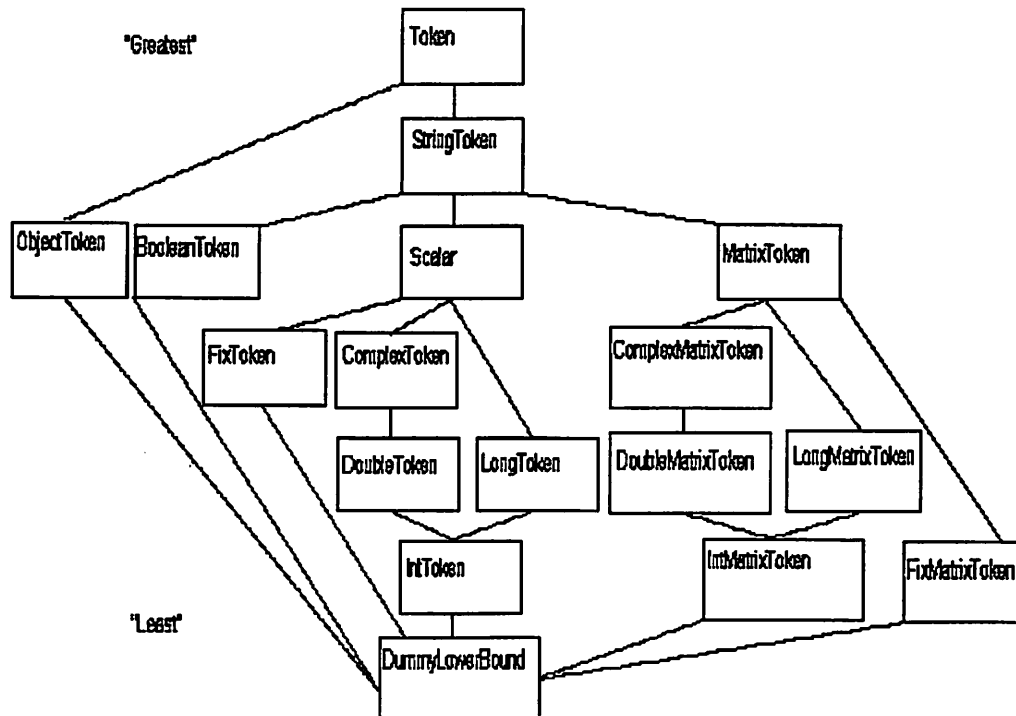 "Greatest"
Token
StringToken
ObjectToken
BooleanToken
Scalar
MatrixToken
FixToken
ComplexToken
ComplexMatrixToken
DoubleToken
LongToken
DoubleMatrixToken
LongMatrixToken
IntToken
IntMatrixToken
FixMatrixToken
"Least"
DummyLowerBound